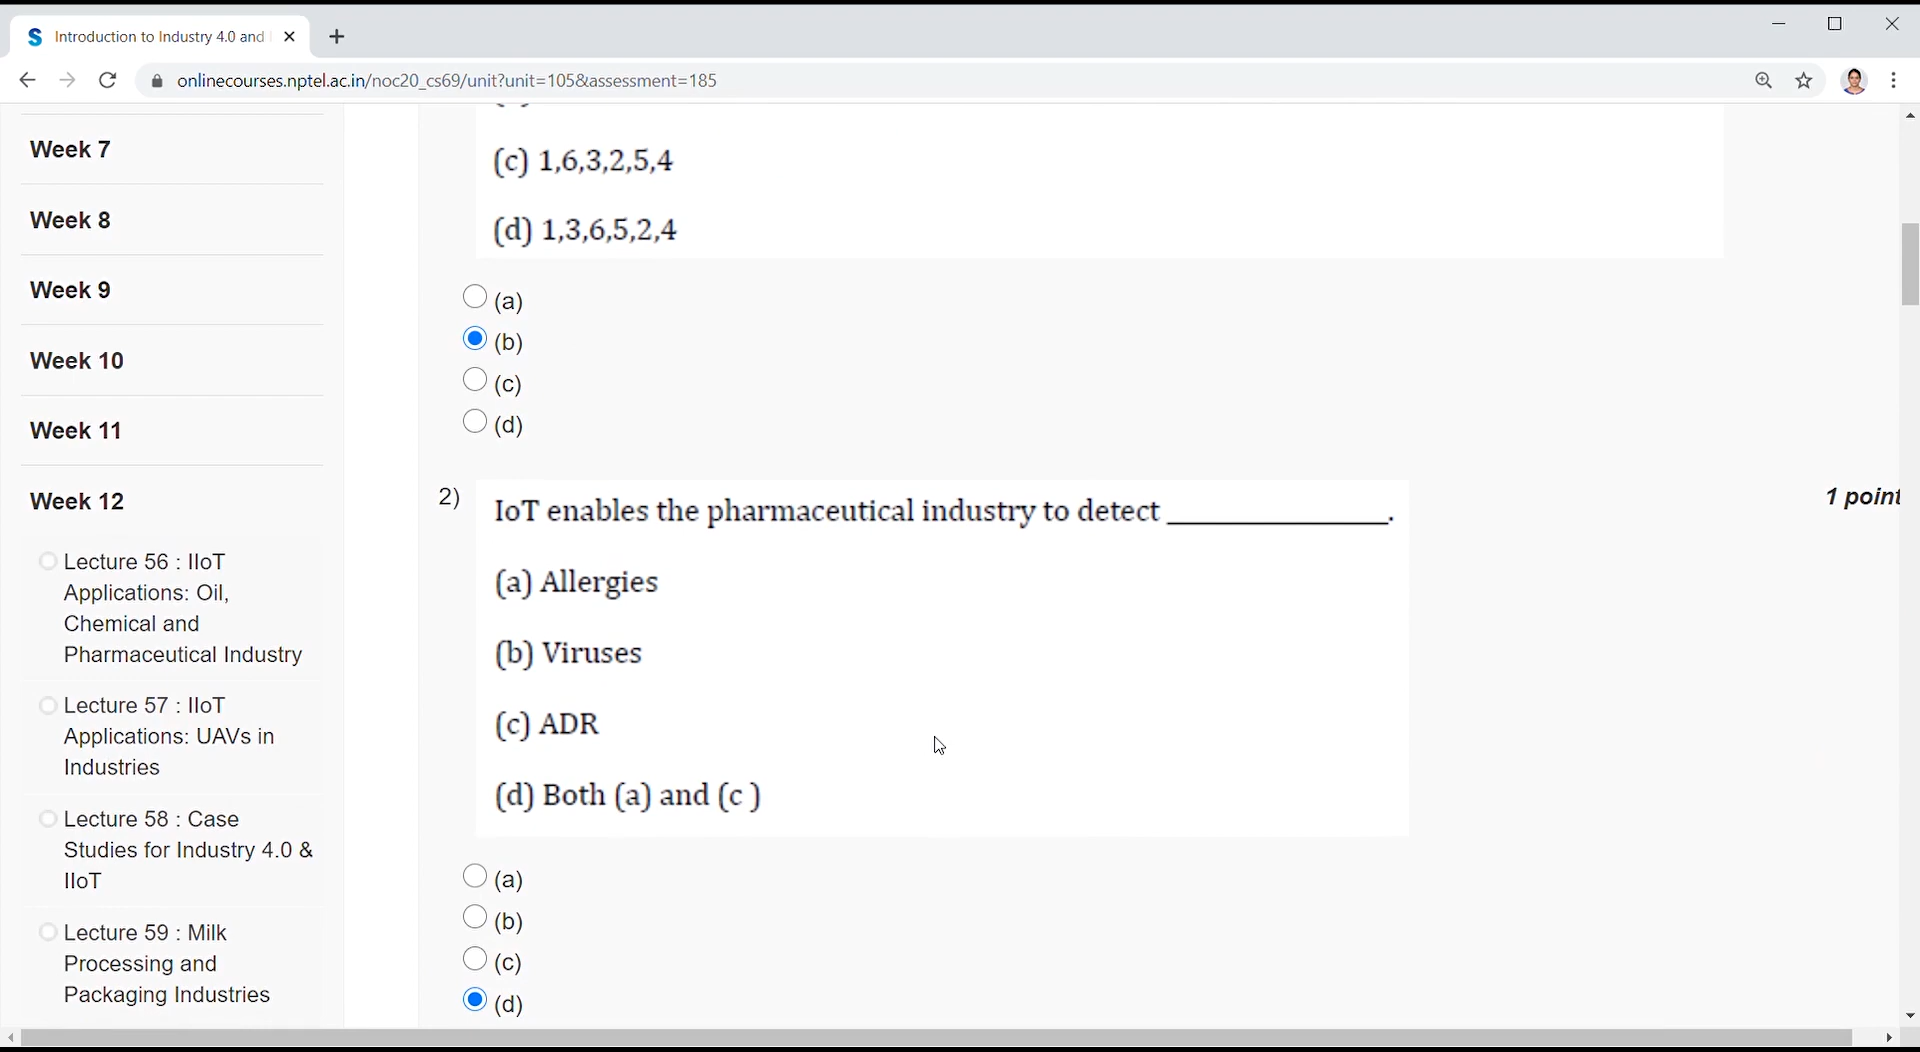 Introduction to Industry 4.0 and
onlinecourses.nptel.ac.in/noc20_cs69/unit?unit=105&assessment=185
Week 7
Week 8
Week 9
Week 10
Week 11
Week 12
Lecture 56 : IIoT
Applications: Oil,
Chemical and
Pharmaceutical Industry
Lecture 57 : IIoT
Applications: UAVs in
Industries
Lecture 58 : Case
Studies for Industry 4.0 &
IIoT
Lecture 59 : Milk
Processing and
Packaging Industries
(c) 1,6,3,2,5,4
(d) 1,3,6,5,2,4
(a)
(b)
(c)
(d)
2) IoT enables the pharmaceutical industry to detect _______________.
1 point
(a) Allergies
(b) Viruses
(c) ADR
(d) Both (a) and (c )
(a)
(b)
(c)
(d)